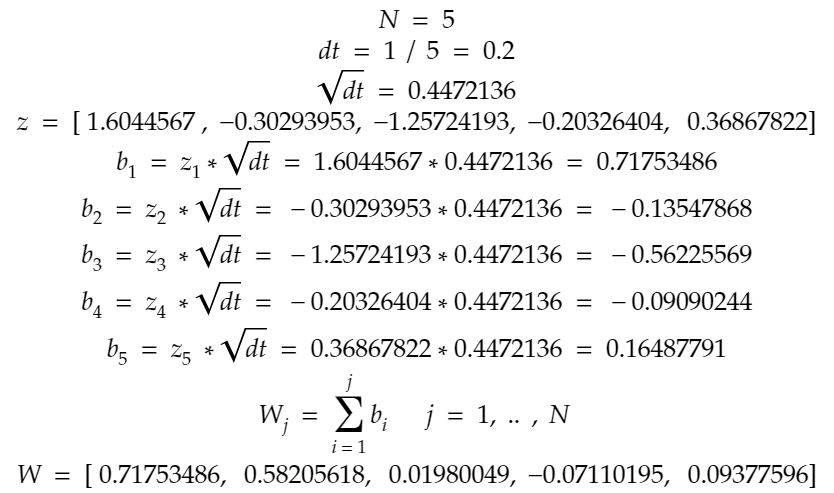 N = 5
dt = 1 / 5 = 0.2
√dt = 0.4472136
z = [ 1.6044567 , −0.30293953, −1.25724193, −0.20326404, 0.36867822]
b₁ = z₁ * √dt = 1.6044567 * 0.4472136 = 0.71753486
b₂ = z₂ * √dt = − 0.30293953 * 0.4472136 = − 0.13547868
b₃ = z₃ * √dt = − 1.25724193 * 0.4472136 = − 0.56225569
b₄ = z₄ * √dt = − 0.20326404 * 0.4472136 = − 0.09090244
b₅ = z₅ * √dt = 0.36867822 * 0.4472136 = 0.16487791
Wⱼ = ∑_{i = 1}^{j} bᵢ j = 1, .. , N
W = [ 0.71753486, 0.58205618, 0.01980049, −0.07110195, 0.09377596]